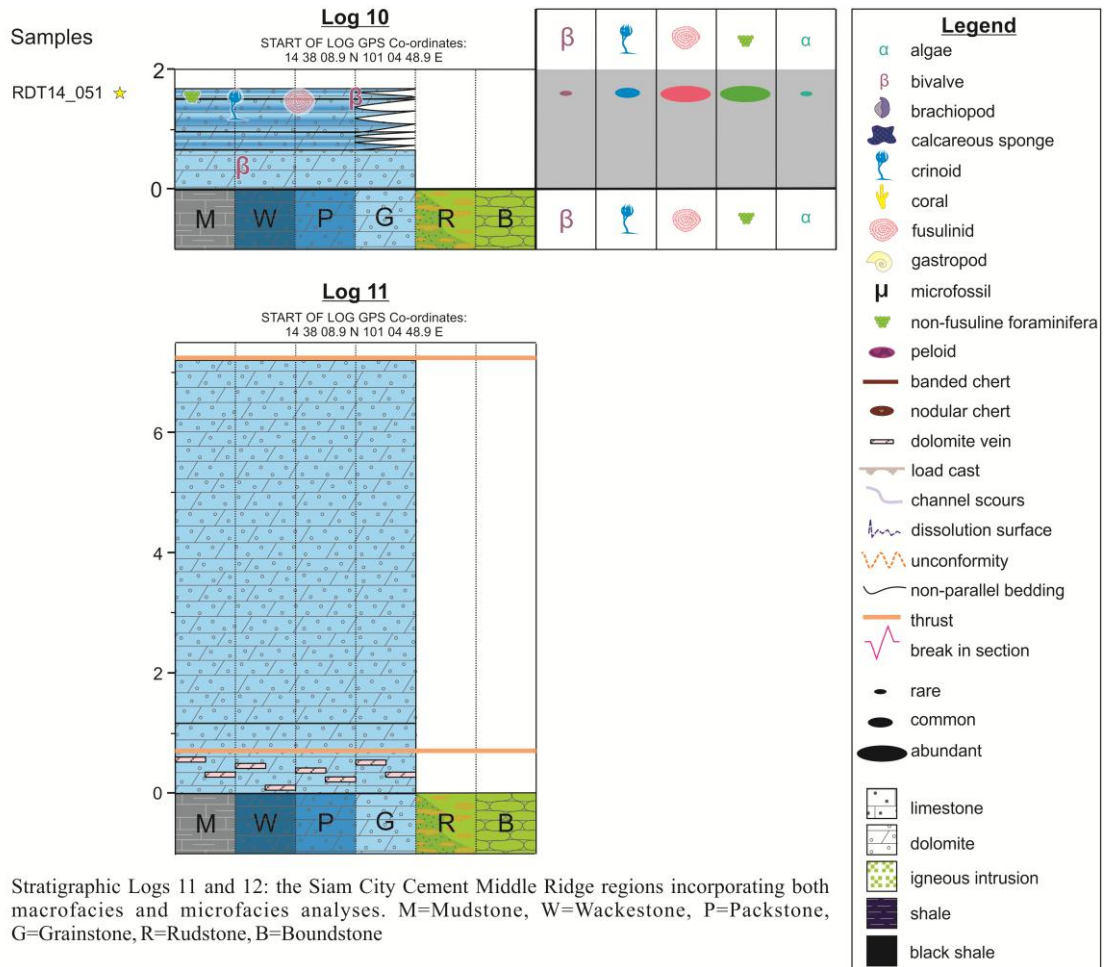 Samples
RDT14_051
Log 10
START OF LOG GPS Co-ordinates:
14 38 08.9 N 101 04 48.9 E
β α
2
β
β
0
M W P G R B β α
Log 11
START OF LOG GPS Co-ordinates:
14 38 08.9 N 101 04 48.9 E
6
4
2
0
M W P G R B
Stratigraphic Logs 11 and 12: the Siam City Cement Middle Ridge regions incorporating both
macrofacies and microfacies analyses. M=Mudstone, W=Wackestone, P=Packstone,
G=Grainstone, R=Rudstone, B=Boundstone
Legend
α algae
β bivalve
brachiopod
calcareous sponge
crinoid
coral
fusulinid
gastropod
μ microfossil
non-fusuline foraminifera
peloid
banded chert
nodular chert
dolomite vein
load cast
channel scours
dissolution surface
unconformity
non-parallel bedding
thrust
break in section
rare
common
abundant
limestone
dolomite
igneous intrusion
shale
black shale